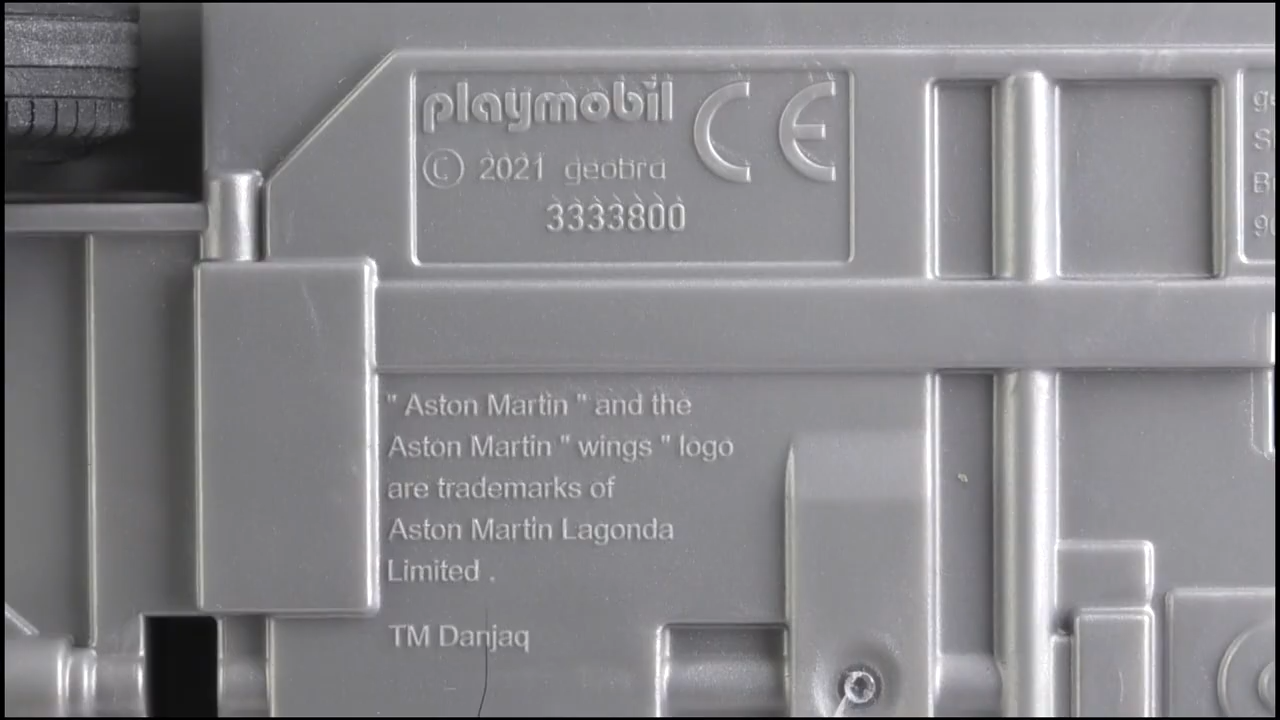 playmobil CE
© 2021 geobra
3333800
" Aston Martin " and the
Aston Martin " wings " logo
are trademarks of
Aston Martin Lagonda
Limited .
TM Danjaq